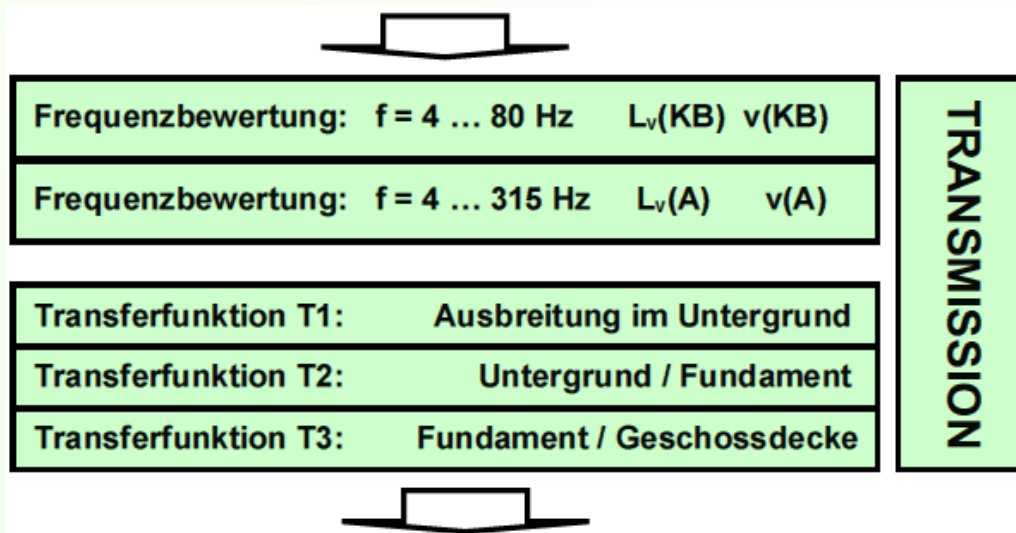 Frequenzbewertung: f = 4 ... 80 Hz Lv(KB) v(KB)
Frequenzbewertung: f = 4 ... 315 Hz Lv(A) v(A)
Transferfunktion T1: Ausbreitung im Untergrund
Transferfunktion T2: Untergrund / Fundament
Transferfunktion T3: Fundament / Geschossdecke
TRANSMISSION